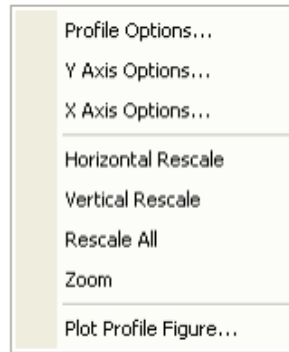 Profile Options...
Y Axis Options...
X Axis Options...
Horizontal Rescale
Vertical Rescale
Rescale All
Zoom
Plot Profile Figure...